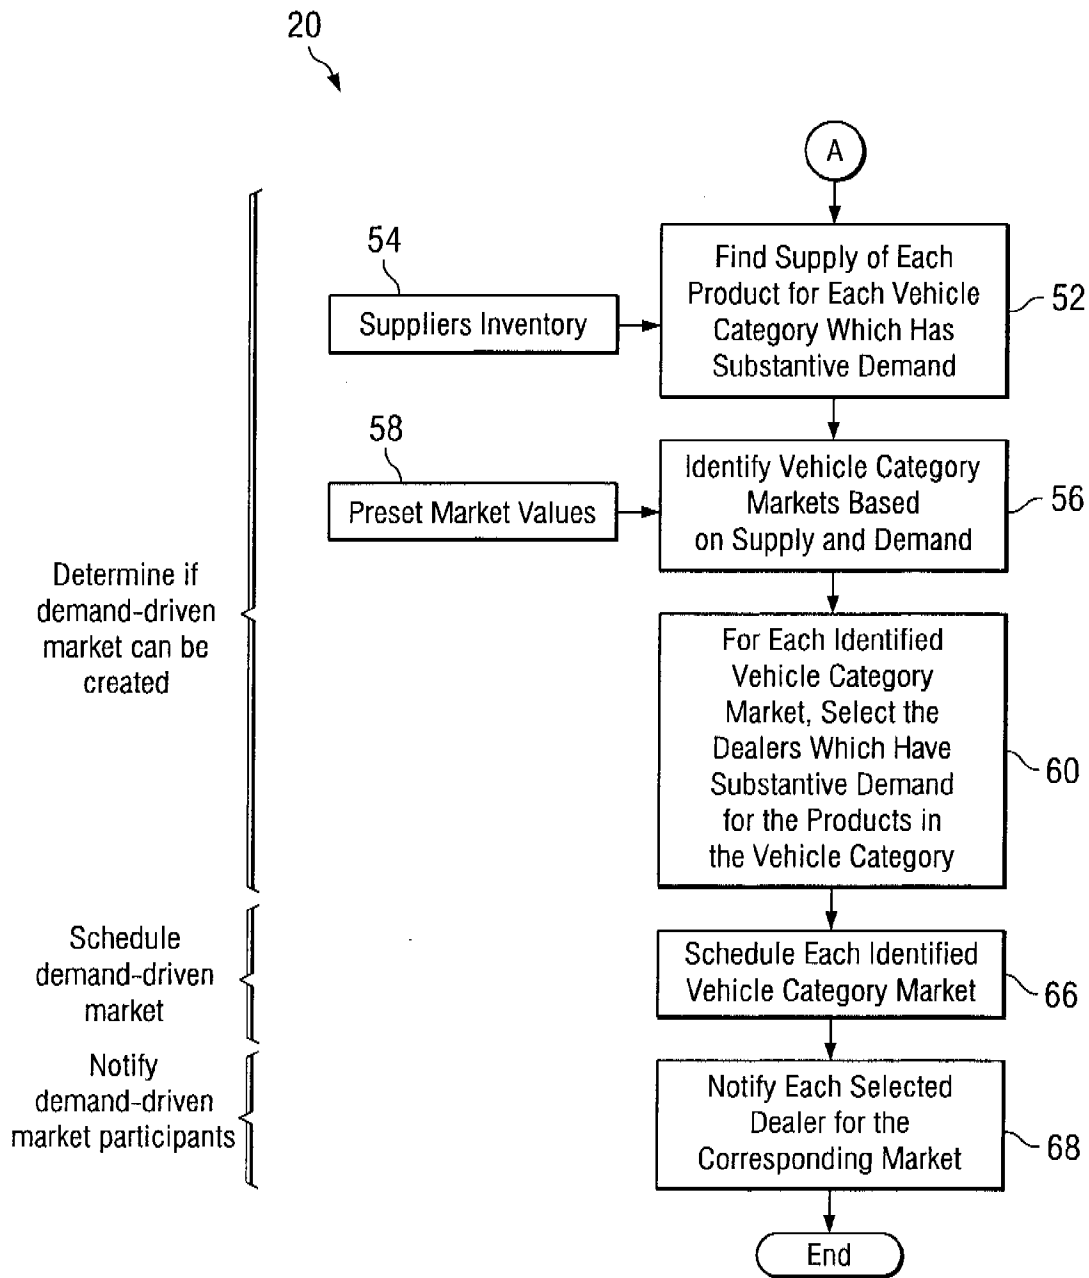 20
A
54
Suppliers Inventory
Find Supply of Each
Product for Each Vehicle
Category Which Has
Substantive Demand
52
58
Preset Market Values
Identify Vehicle Category
Markets Based
on Supply and Demand
56
Determine if
demand-driven
market can be
created
For Each Identified
Vehicle Category
Market, Select the
Dealers Which Have
Substantive Demand
for the Products in
the Vehicle Category
60
Schedule
demand-driven
market
Schedule Each Identified
Vehicle Category Market
66
Notify
demand-driven
market participants
Notify Each Selected
Dealer for the
Corresponding Market
68
End